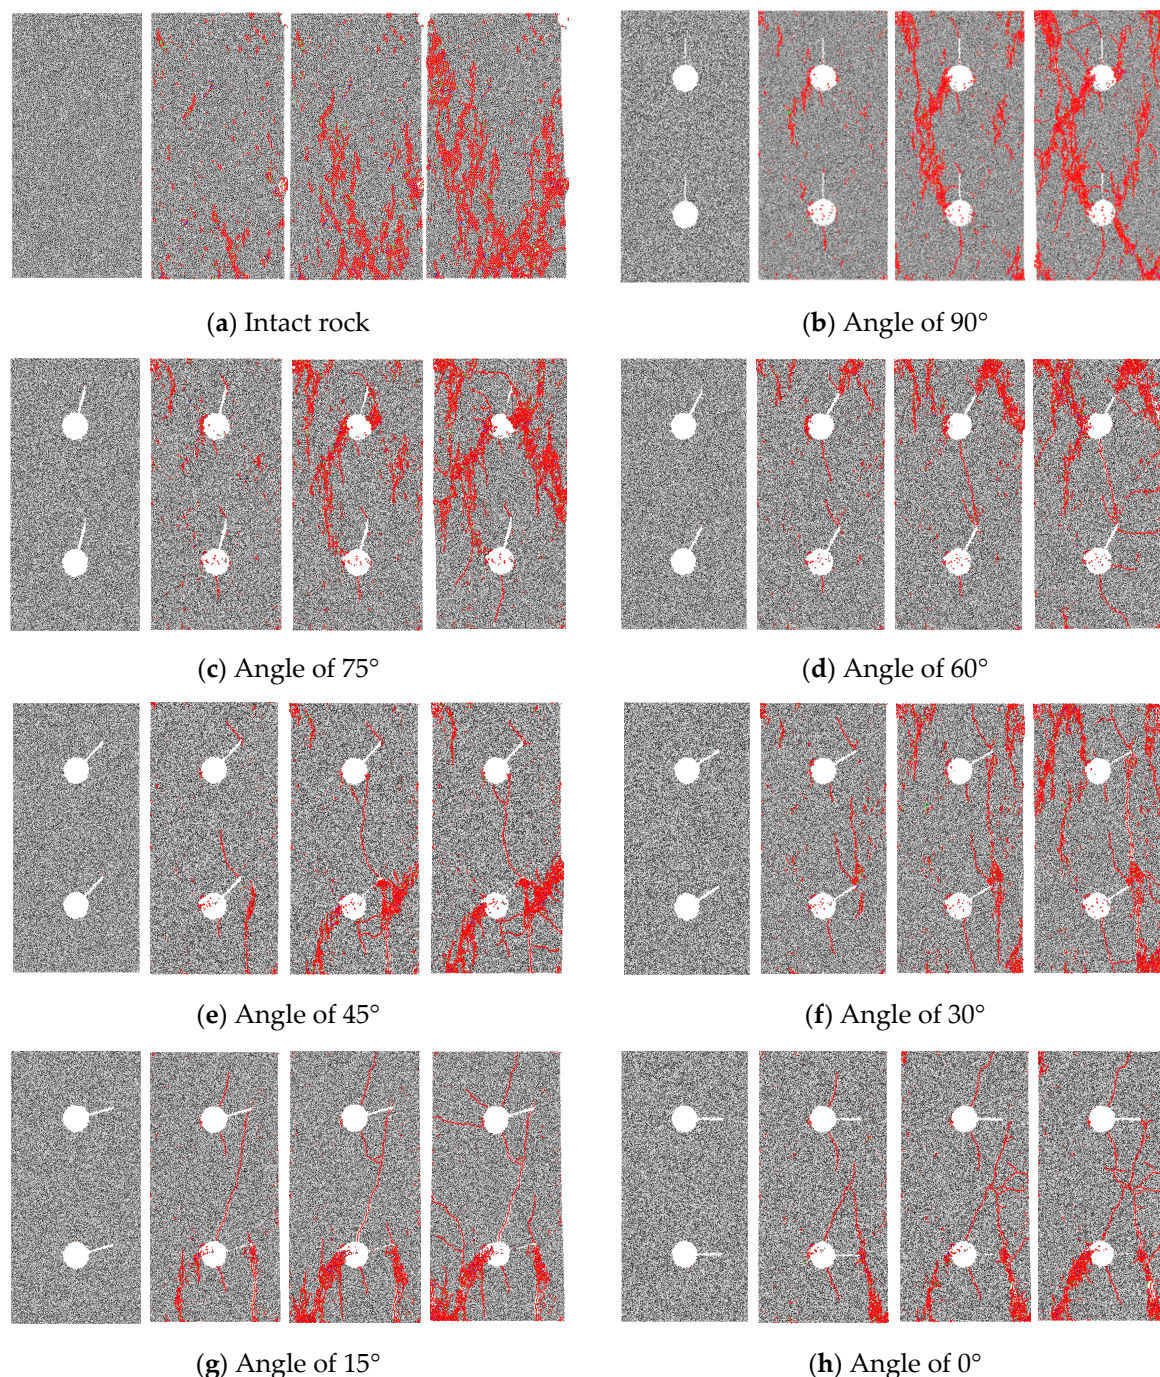 (a) Intact rock
(b) Angle of 90°
(c) Angle of 75°
(d) Angle of 60°
(e) Angle of 45°
(f) Angle of 30°
(g) Angle of 15°
(h) Angle of 0°